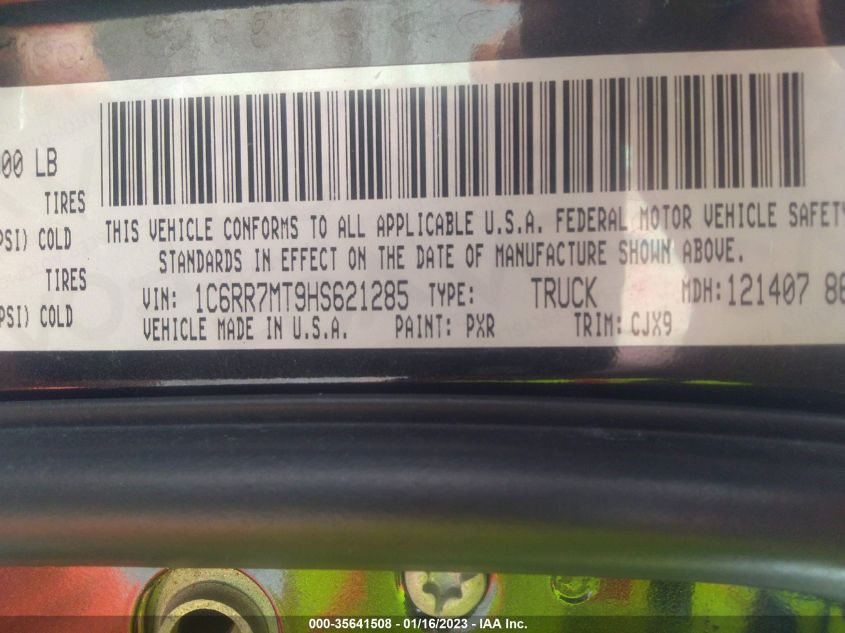 00 LB
TIRES
PSI) COLD
TIRES
PSI) COLD
THIS VEHICLE CONFORMS TO ALL APPLICABLE U.S.A. FEDERAL MOTOR VEHICLE SAFETY
STANDARDS IN EFFECT ON THE DATE OF MANUFACTURE SHOWN ABOVE.
VIN: 1C6RR7MT9HS621285 TYPE: TRUCK MDH: 121407
VEHICLE MADE IN U.S.A. PAINT: PXR TRIM: CJX9
000-35641508 - 01/16/2023 - IAA Inc.